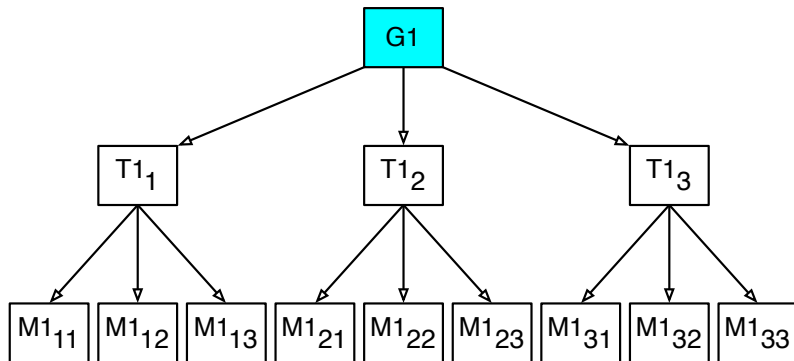 G1
T1₁ T1₂ T1₃
M1₁₁ M1₁₂ M1₁₃ M1₂₁ M1₂₂ M1₂₃ M1₃₁ M1₃₂ M1₃₃